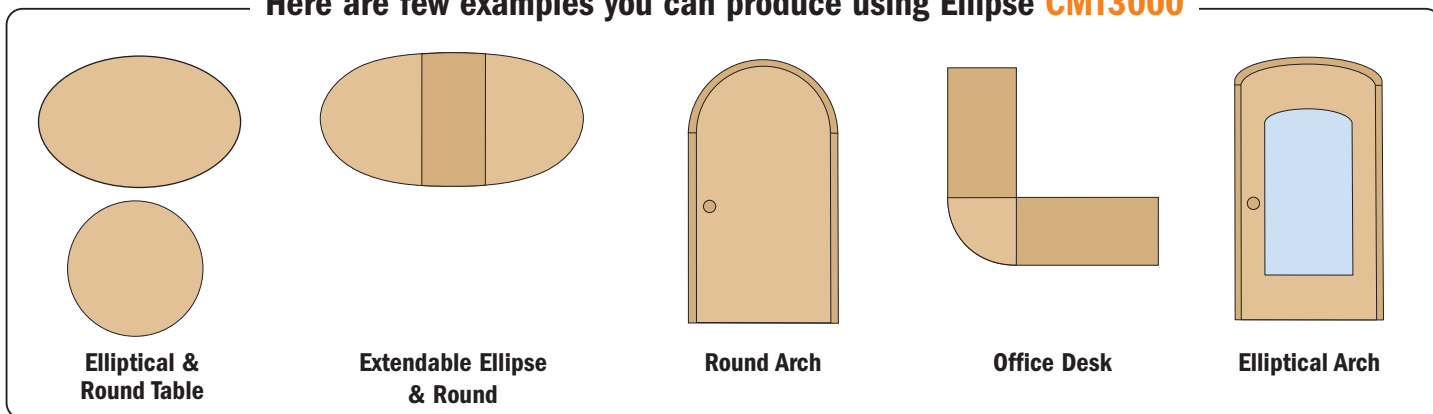 Here are few examples you can produce using Ellipse CMT3000
Elliptical &
Round Table
Extendable Ellipse
& Round
Round Arch
Office Desk
Elliptical Arch